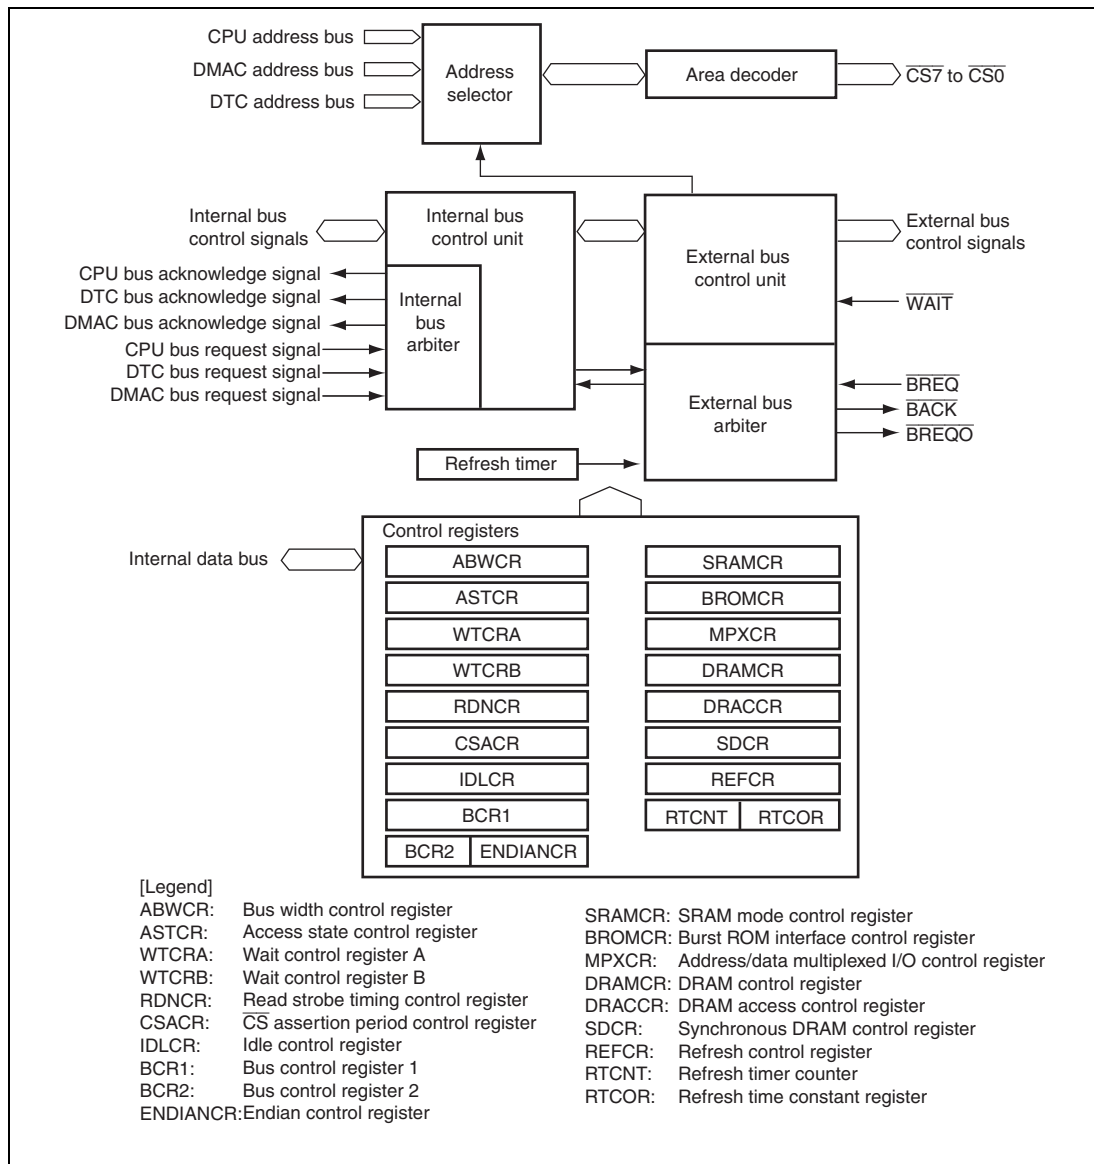 CPU address bus
DMAC address bus
DTC address bus
Address
selector
Area decoder
C̅S̅7̅ to C̅S̅0̅
Internal bus
control signals
Internal bus
control unit
External bus
control unit
External bus
control signals
CPU bus acknowledge signal
DTC bus acknowledge signal
DMAC bus acknowledge signal
CPU bus request signal
DTC bus request signal
DMAC bus request signal
Internal
bus
arbiter
W̅A̅I̅T̅
External bus
arbiter
B̅R̅E̅Q̅
B̅A̅C̅K̅
B̅R̅E̅Q̅O̅
Refresh timer
Internal data bus
Control registers
ABWCR
ASTCR
WTCRA
WTCRB
RDNCR
CSACR
IDLCR
BCR1
BCR2 ENDIANCR
SRAMCR
BROMCR
MPXCR
DRAMCR
DRACCR
SDCR
REFCR
RTCNT RTCOR
[Legend]
ABWCR: Bus width control register
ASTCR: Access state control register
WTCRA: Wait control register A
WTCRB: Wait control register B
RDNCR: Read strobe timing control register
CSACR: C̅S̅ assertion period control register
IDLCR: Idle control register
BCR1: Bus control register 1
BCR2: Bus control register 2
ENDIANCR:Endian control register
SRAMCR: SRAM mode control register
BROMCR: Burst ROM interface control register
MPXCR: Address/data multiplexed I/O control register
DRAMCR: DRAM control register
DRACCR: DRAM access control register
SDCR: Synchronous DRAM control register
REFCR: Refresh control register
RTCNT: Refresh timer counter
RTCOR: Refresh time constant register